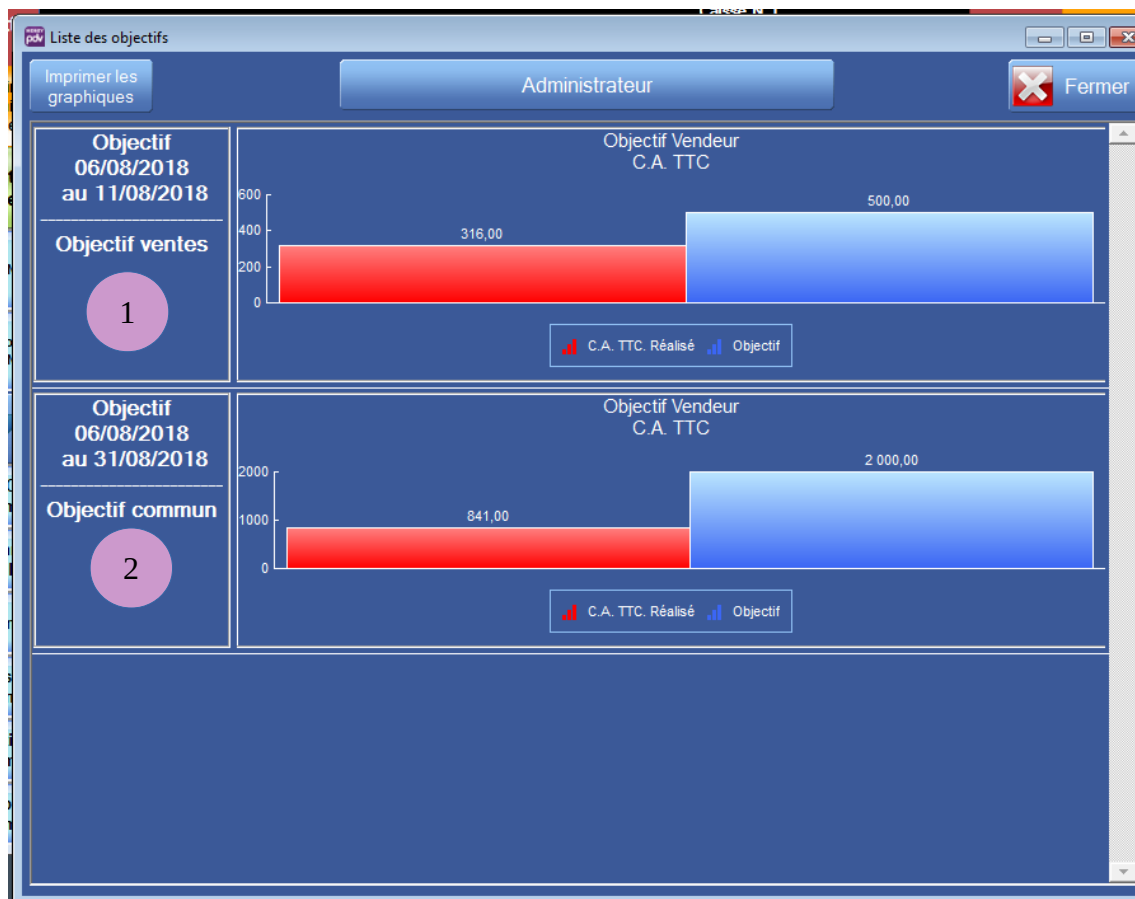 Caisse N 1
Liste des objectifs
Imprimer les
graphiques
Administrateur
Fermer
Objectif
06/08/2018
au 11/08/2018
Objectif ventes
1
Objectif Vendeur
C.A. TTC
600
400
200
0
316,00
500,00
C.A. TTC. Réalisé
Objectif
Objectif
06/08/2018
au 31/08/2018
Objectif commun
2
Objectif Vendeur
C.A. TTC
2000
1000
0
841,00
2 000,00
C.A. TTC. Réalisé
Objectif